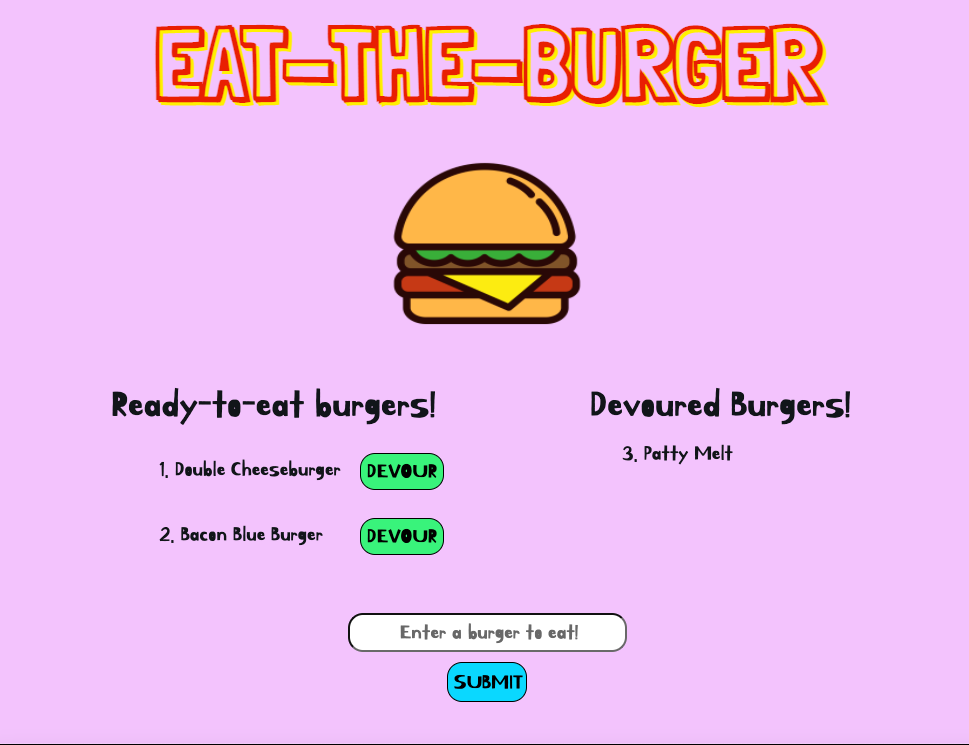 EAT-THE-BURGER
Ready-to-eat burgers!
1. Double Cheeseburger DEVOUR
2. Bacon Blue Burger DEVOUR
Devoured Burgers!
3. Patty Melt
Enter a burger to eat!
SUBMIT